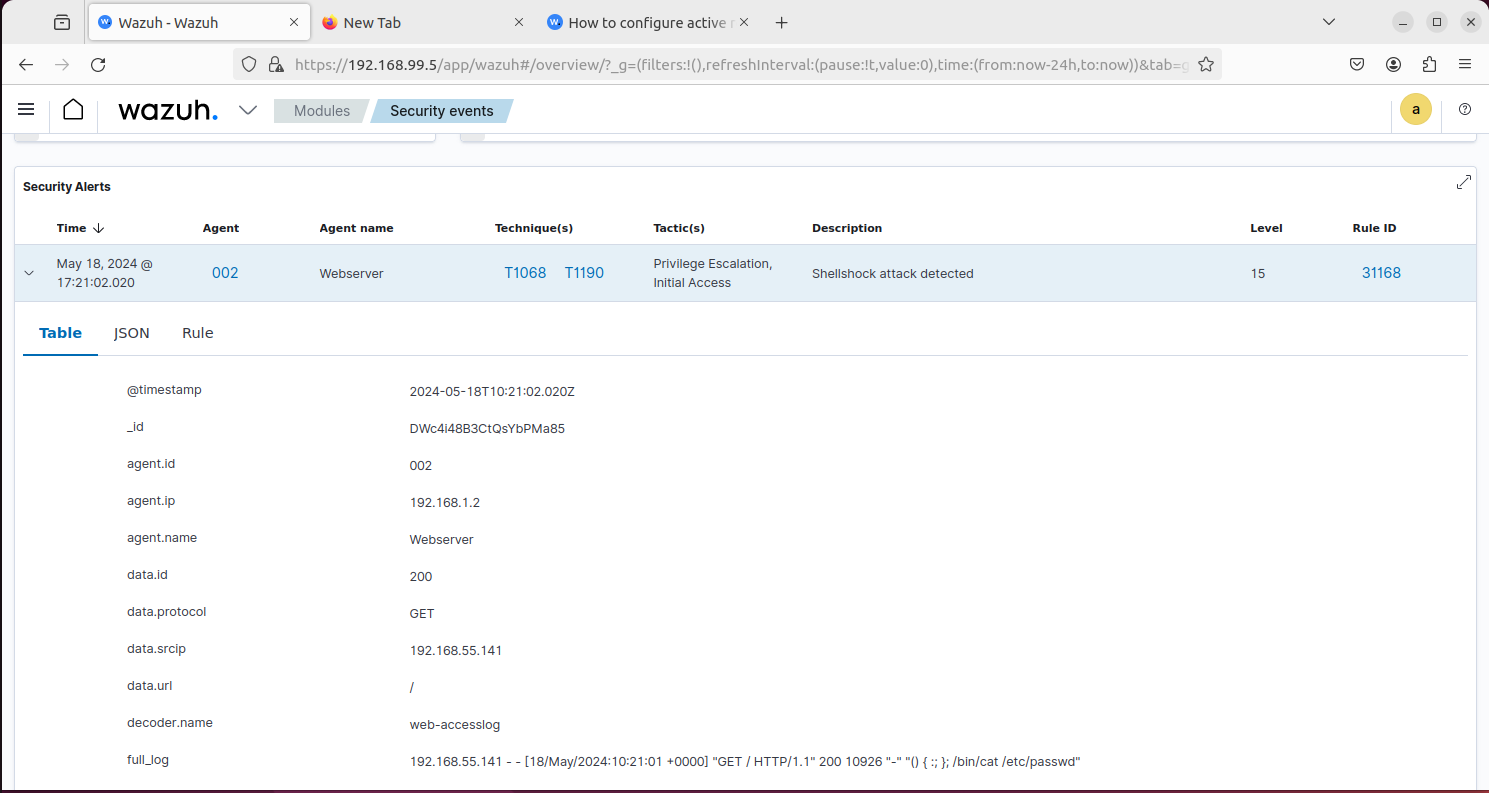 Wazuh - Wazuh
New Tab
How to configure active r
https://192.168.99.5/app/wazuh#/overview/?_g=(filters:!(),refreshInterval:(pause:!t,value:0),time:(from:now-24h,to:now))&tab=g
wazuh.
Modules
Security events
a
Security Alerts
Time Agent Agent name Technique(s) Tactic(s) Description Level Rule ID
May 18, 2024 @ 17:21:02.020 002 Webserver T1068 T1190 Privilege Escalation, Initial Access Shellshock attack detected 15 31168
Table JSON Rule
@timestamp 2024-05-18T10:21:02.020Z
_id DWc4i48B3CtQsYbPMa85
agent.id 002
agent.ip 192.168.1.2
agent.name Webserver
data.id 200
data.protocol GET
data.srcip 192.168.55.141
data.url /
decoder.name web-accesslog
full_log 192.168.55.141 - - [18/May/2024:10:21:01 +0000] "GET / HTTP/1.1" 200 10926 "-" "() { :; }; /bin/cat /etc/passwd"